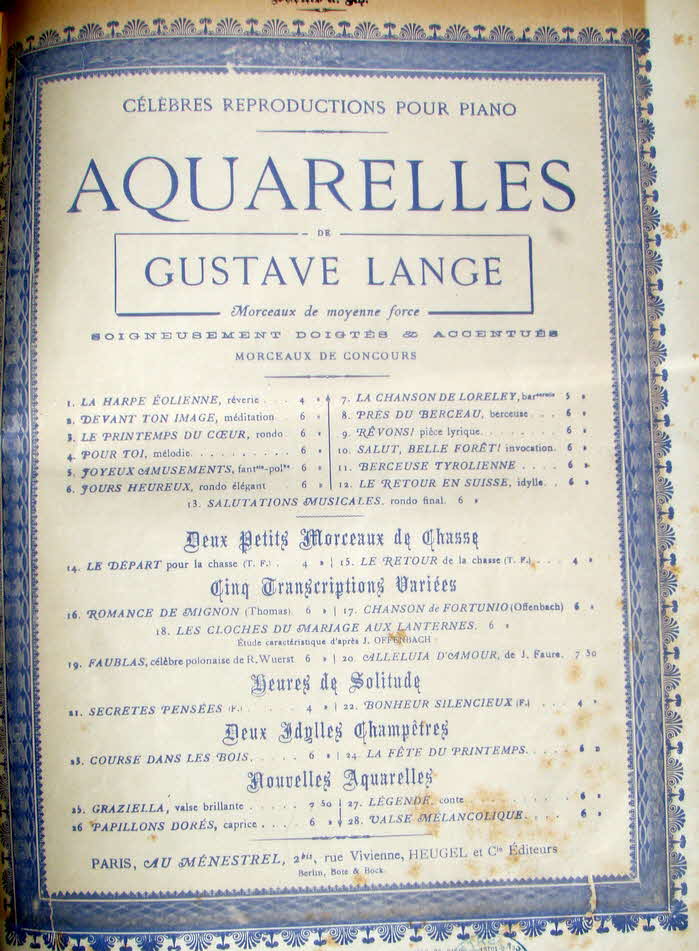 CÉLÈBRES REPRODUCTIONS POUR PIANO
AQUARELLES
DE
GUSTAVE LANGE
Morceaux de moyenne force
SOIGNEUSEMENT DOIGTÉS & ACCENTUÉS
MORCEAUX DE CONCOURS
1. LA HARPE ÉOLIENNE, rêverie . . 4 »
2. DEVANT TON IMAGE, méditation 6 »
3. LE PRINTEMPS DU CŒUR, rondo 6 »
4. POUR TOI, mélodie. . . . . . 6 »
5. JOYEUX AMUSEMENTS, fantsie-polka 6 »
6. JOURS HEUREUX, rondo élégant . 6 »
7. LA CHANSON DE LORELEY, barcarolle 5 »
8. PRÈS DU BERCEAU, berceuse . . . 6 »
9. RÊVONS! pièce lyrique. . . . . . 6 »
10. SALUT, BELLE FORÊT! invocation. 6 »
11. BERCEUSE TYROLIENNE . . . . 6 »
12. LE RETOUR EN SUISSE, idylle. . 6 »
13. SALUTATIONS MUSICALES. rondo final. 6 »
Deux Petits Morceaux de Chasse
14. LE DÉPART pour la chasse (T. F.) . . 4 » | 15. LE RETOUR de la chasse (T. F.) . . . 4 »
Cinq Transcriptions Variées
16. ROMANCE DE MIGNON (Thomas) 6 » | 17. CHANSON de FORTUNIO (Offenbach) 6 »
18. LES CLOCHES DU MARIAGE AUX LANTERNES. 6 »
Étude caractéristique d'après J. OFFENBACH
19. FAUBLAS, célèbre polonaise de R. Wuerst 6 » | 20. ALLELUIA D'AMOUR, de J. Faure. 7 50
Heures de Solitude
21. SECRETES PENSÉES (F.) . . . . . 4 » | 22. BONHEUR SILENCIEUX (F.) . . . . 4 »
Deux Idylles Champêtres
23. COURSE DANS LES BOIS. . . . . 6 » | 24. LA FÊTE DU PRINTEMPS. . . . . 6 »
Nouvelles Aquarelles
25. GRAZIELLA, valse brillante . . . . . 7 50
26 PAPILLONS DORÉS, caprice . . . . 6 »
27. LÉGENDE, conte . . . . . 6 »
28. VALSE MÉLANCOLIQUE. . . . . 6 »
PARIS, AU MÉNESTREL, 2bis, rue Vivienne, HEUGEL et Cie Éditeurs
Berlin, Bote & Bock